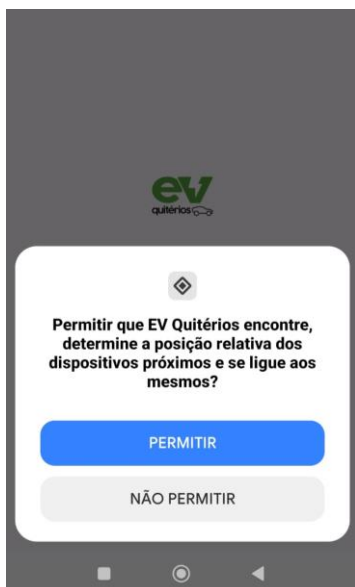 ev
quitérios
Permitir que EV Quitérios encontre,
determine a posição relativa dos
dispositivos próximos e se ligue aos
mesmos?
PERMITIR
NÃO PERMITIR